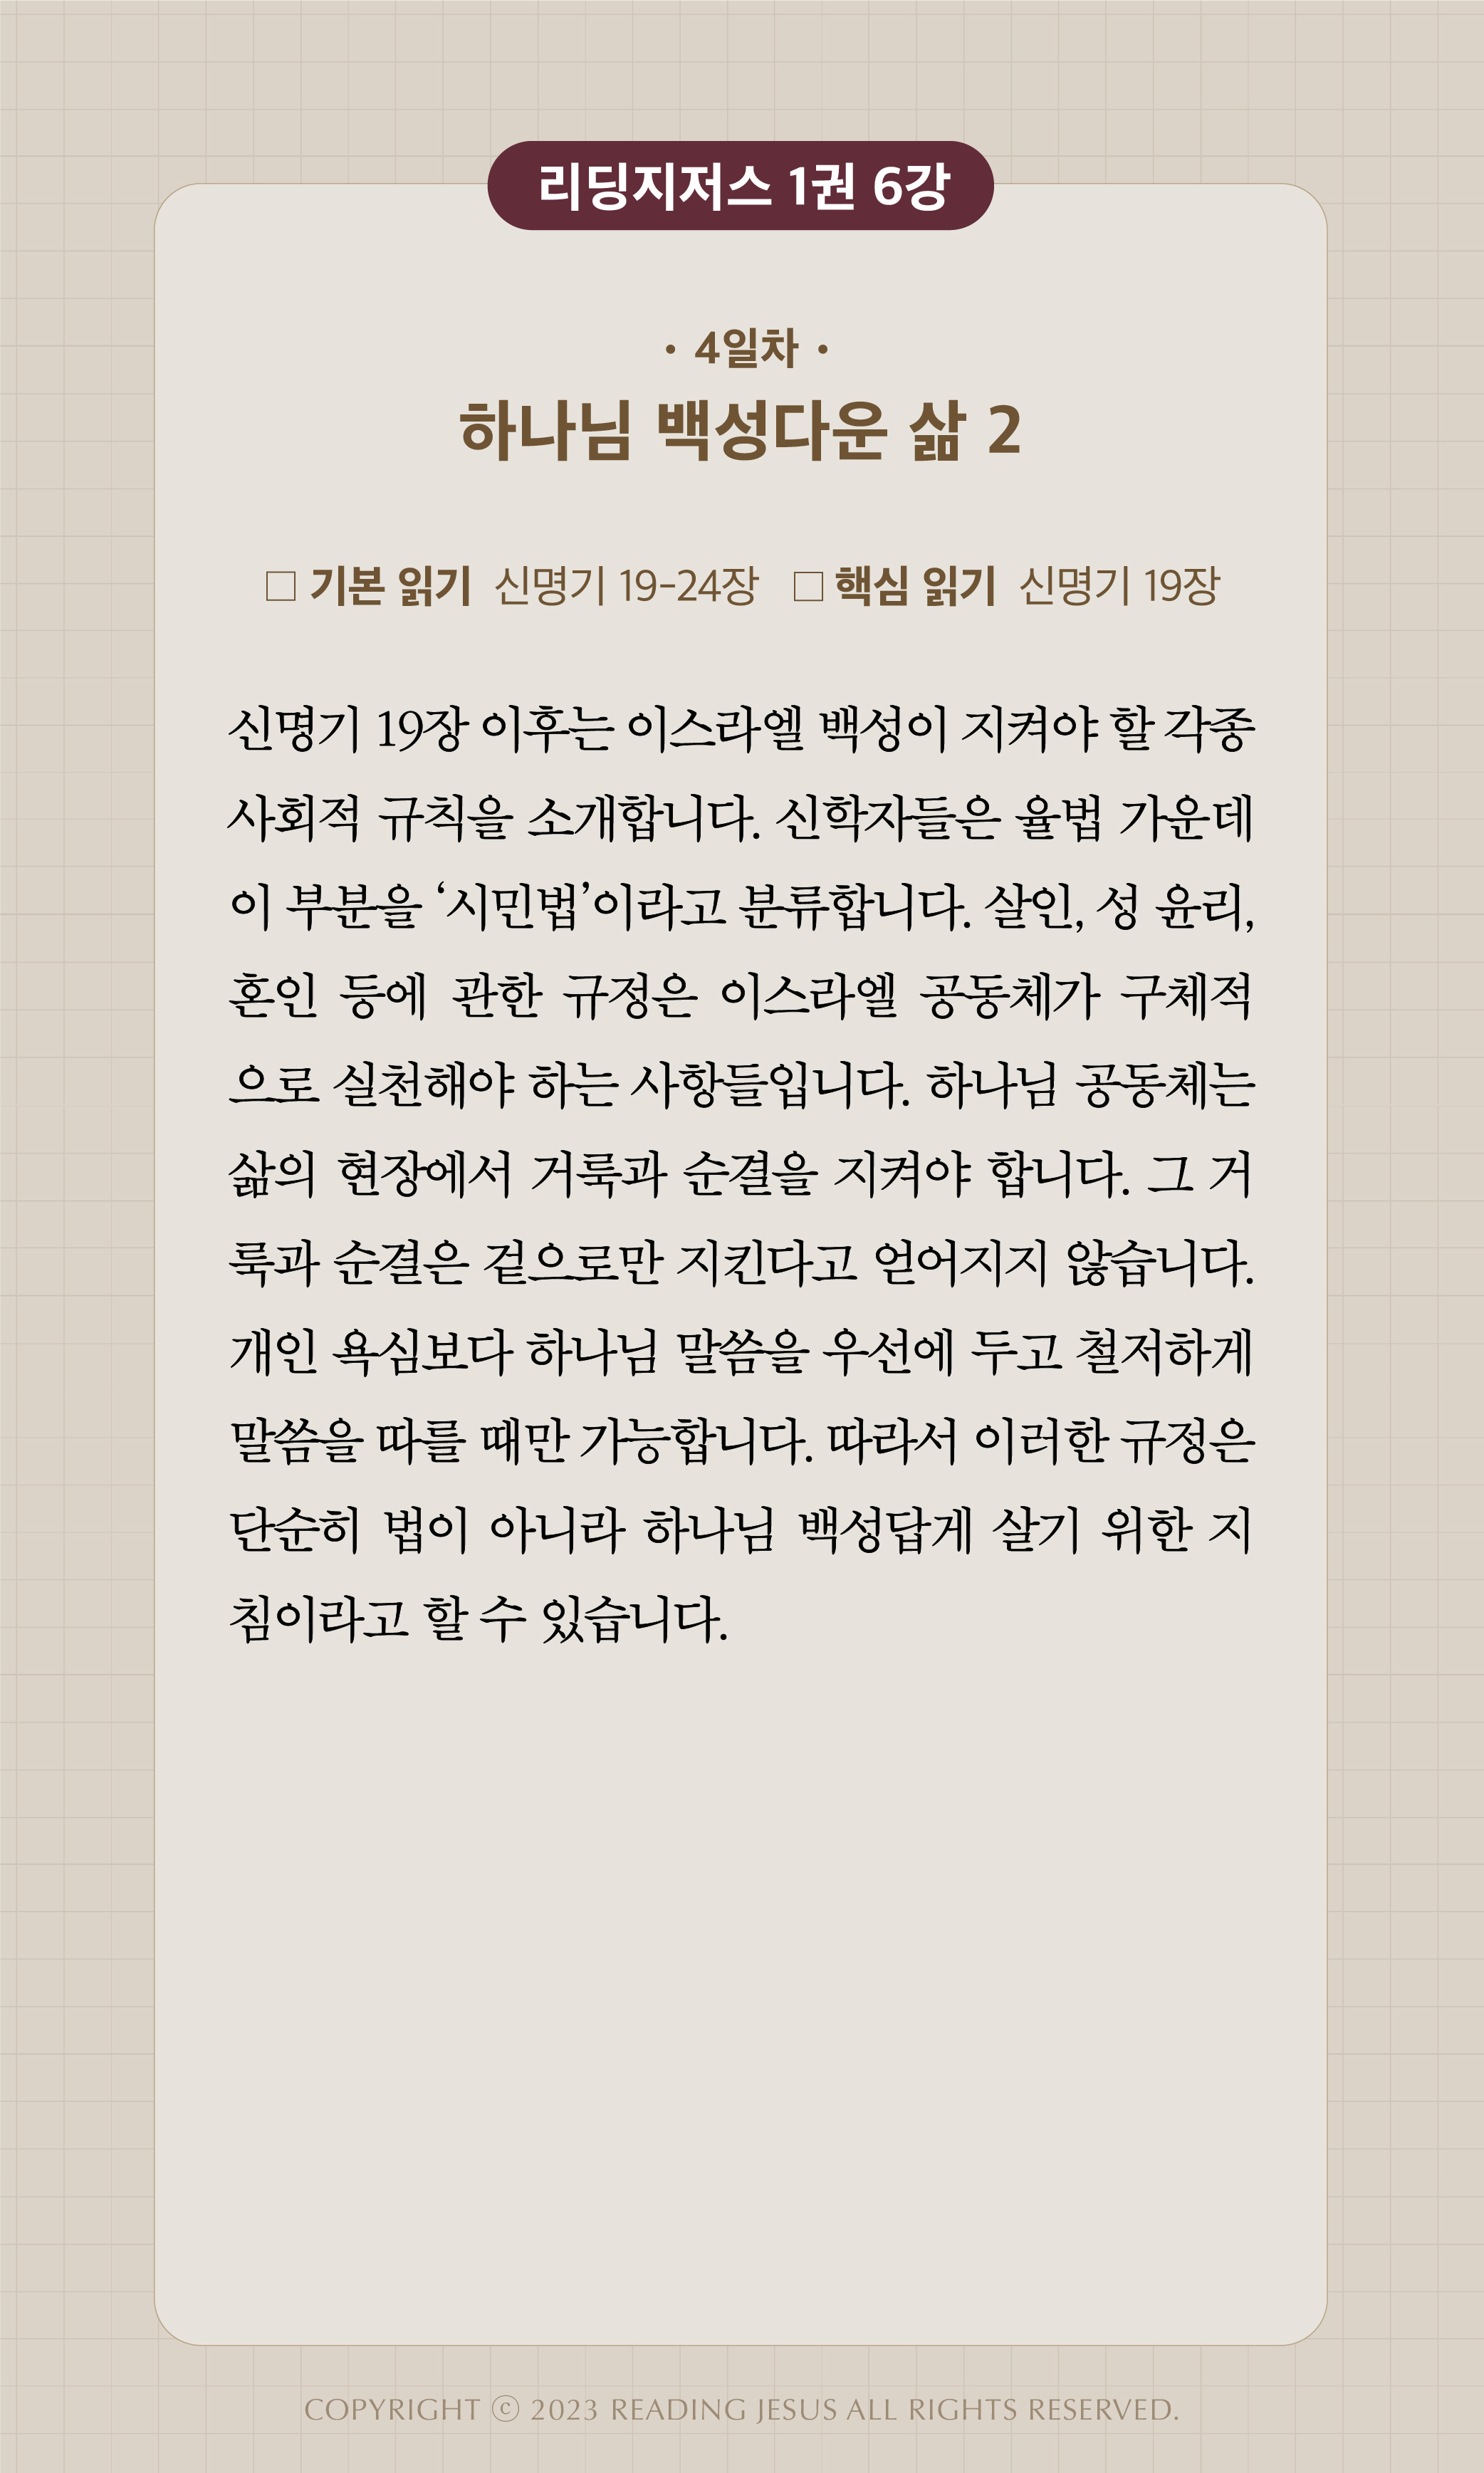 리딩지저스 1권 6강
· 4일차 ·
하나님 백성다운 삶 2
□ 기본 읽기 신명기 19-24장 □ 핵심 읽기 신명기 19장
신명기 19장 이후는 이스라엘 백성이 지켜야 할 각종
사회적 규칙을 소개합니다. 신학자들은 율법 가운데
이 부분을 ‘시민법’이라고 분류합니다. 살인, 성 윤리,
혼인 등에 관한 규정은 이스라엘 공동체가 구체적
으로 실천해야 하는 사항들입니다. 하나님 공동체는
삶의 현장에서 거룩과 순결을 지켜야 합니다. 그 거
룩과 순결은 겉으로만 지킨다고 얻어지지 않습니다.
개인 욕심보다 하나님 말씀을 우선에 두고 철저하게
말씀을 따를 때만 가능합니다. 따라서 이러한 규정은
단순히 법이 아니라 하나님 백성답게 살기 위한 지
침이라고 할 수 있습니다.
COPYRIGHT ⓒ 2023 READING JESUS ALL RIGHTS RESERVED.